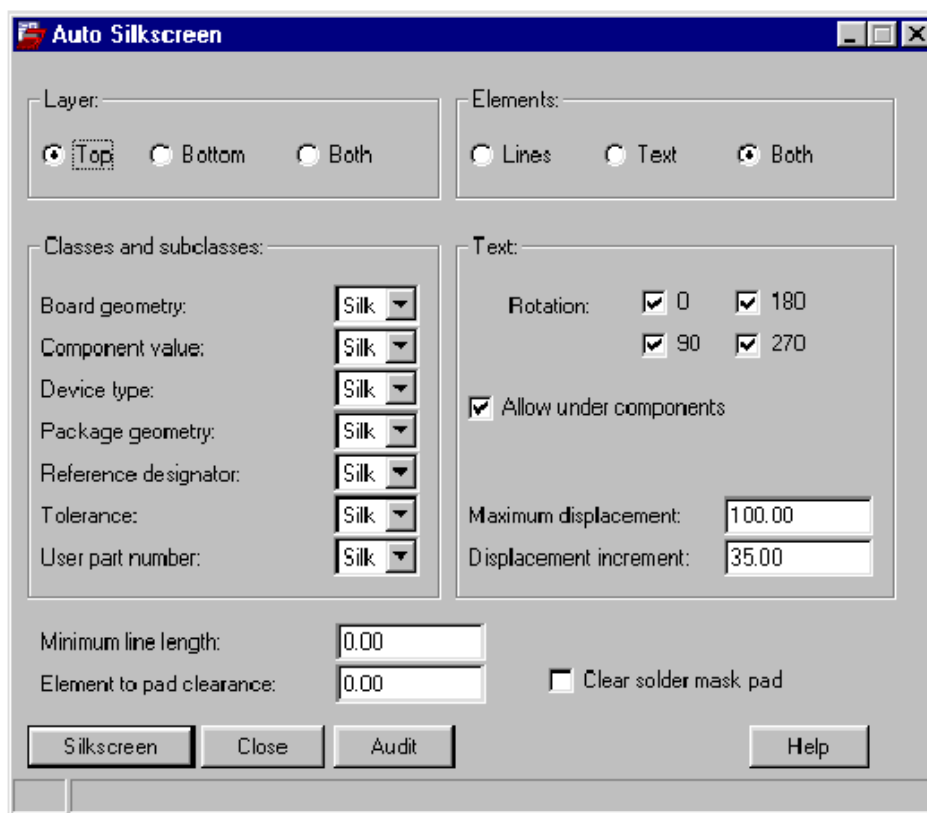 Auto Silkscreen
Layer:
Top Bottom Both
Elements:
Lines Text Both
Classes and subclasses:
Board geometry: Silk
Component value: Silk
Device type: Silk
Package geometry: Silk
Reference designator: Silk
Tolerance: Silk
User part number: Silk
Text:
Rotation: 0 180
90 270
Allow under components
Maximum displacement: 100.00
Displacement increment: 35.00
Minimum line length: 0.00
Element to pad clearance: 0.00
Clear solder mask pad
Silkscreen Close Audit Help